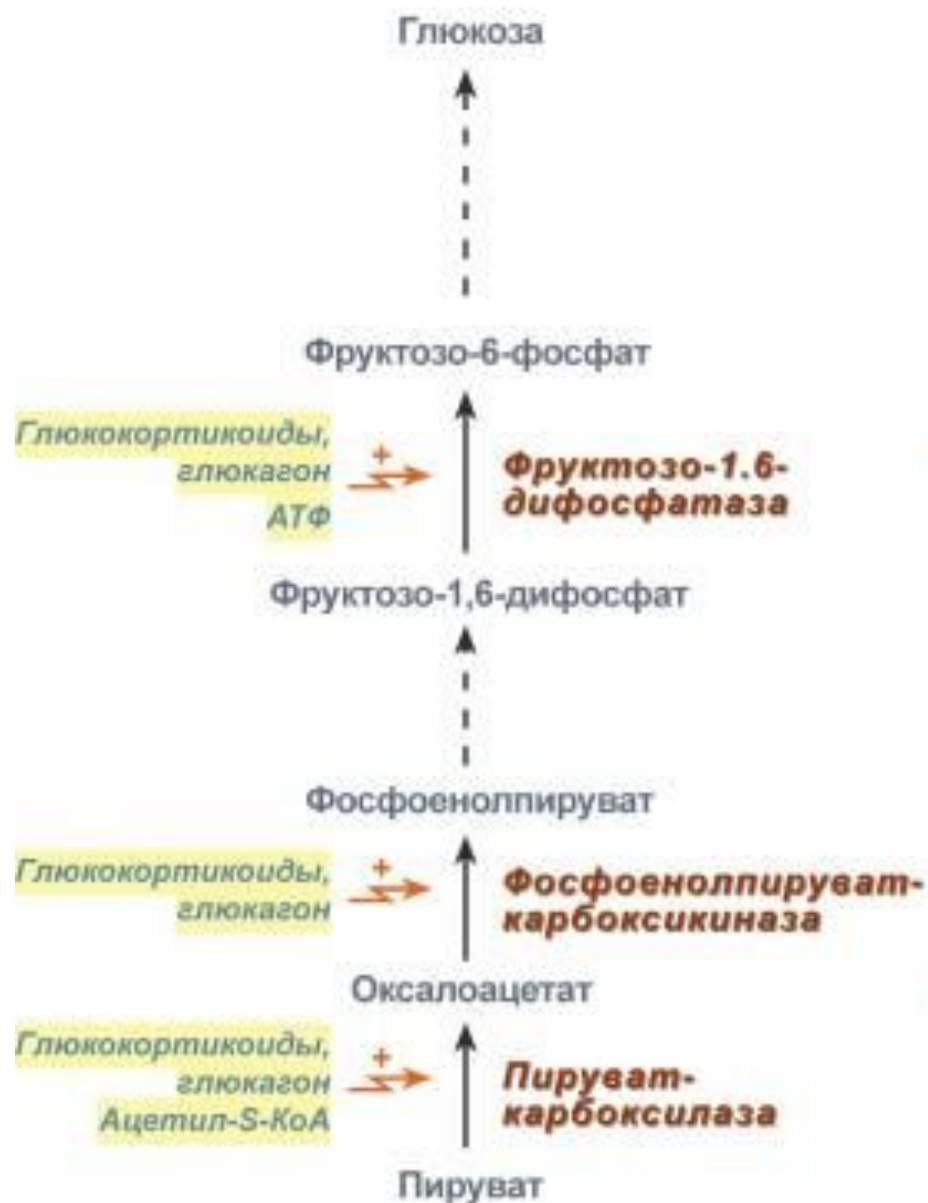 Глюкоза
Фруктозо-6-фосфат
Глюкокортикоиды,
глюкагон
АТФ
+
Фруктозо-1.6-
дифосфатаза
Фруктозо-1,6-дифосфат
Фосфоенолпируват
Глюкокортикоиды,
глюкагон
+
Фосфоенолпируват-
карбоксикиназа
Оксалоацетат
Глюкокортикоиды,
глюкагон
Ацетил-S-КоА
+
Пируват-
карбоксилаза
Пируват